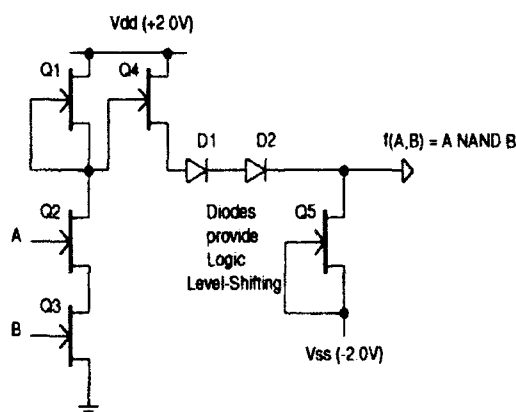 Vdd (+2.0V)
Q1
Q4
D1
D2
f(A,B) = A NAND B
Q2
A
Diodes
provide
Logic
Level-Shifting
Q5
Q3
B
Vss (-2.0V)